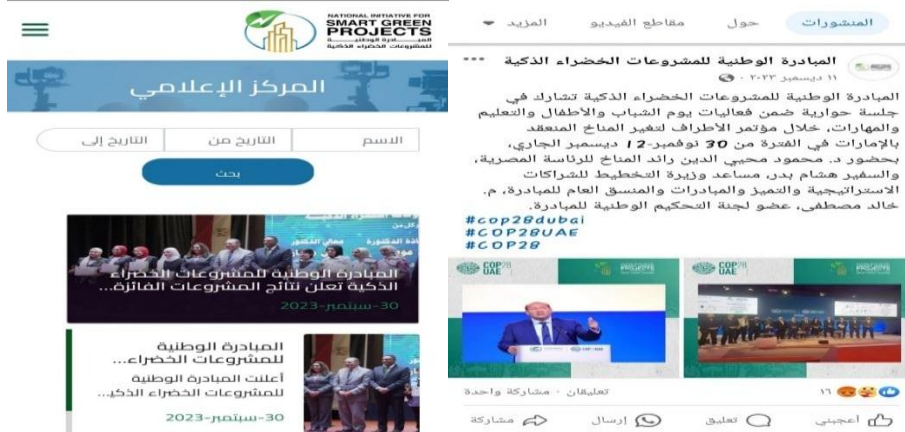 NATIONAL INITIATIVE FOR
SMART GREEN
PROJECTS
المبادرة الوطنية
للمشروعات الخضراء الذكية
المركز الإعلامي
الاسم
التاريخ من
التاريخ إلى
بحث
المبادرة الوطنية للمشروعات الخضراء
الذكية تعلن نتائج المشروعات الفائزة...
30-سبتمبر-2023
المبادرة الوطنية
للمشروعات الخضراء...
أعلنت المبادرة الوطنية
للمشروعات الخضراء الذكي...
30-سبتمبر-2023
المنشورات
حول
مقاطع الفيديو
المزيد
المبادرة الوطنية للمشروعات الخضراء الذكية
١١ ديسمبر ٢٠٢٣ ·
المبادرة الوطنية للمشروعات الخضراء الذكية تشارك في
جلسة حوارية ضمن فعاليات يوم الشباب والأطفال والتعليم
والمهارات، خلال مؤتمر الأطراف لتغير المناخ المنعقد
بالإمارات في الفترة من 30 نوفمبر-12 ديسمبر الجاري،
بحضور د. محمود محيي الدين رائد المناخ للرئاسة المصرية،
والسفير هشام بدر، مساعد وزيرة التخطيط للشراكات
الاستراتيجية والتميز والمبادرات والمنسق العام للمبادرة، م.
خالد مصطفى، عضو لجنة التحكيم الوطنية للمبادرة.
#cop28dubai
#COP28UAE
#COP28
COP28
UAE
COP28
UAE
١٦
تعليقان · مشاركة واحدة
أعجبني
تعليق
إرسال
مشاركة